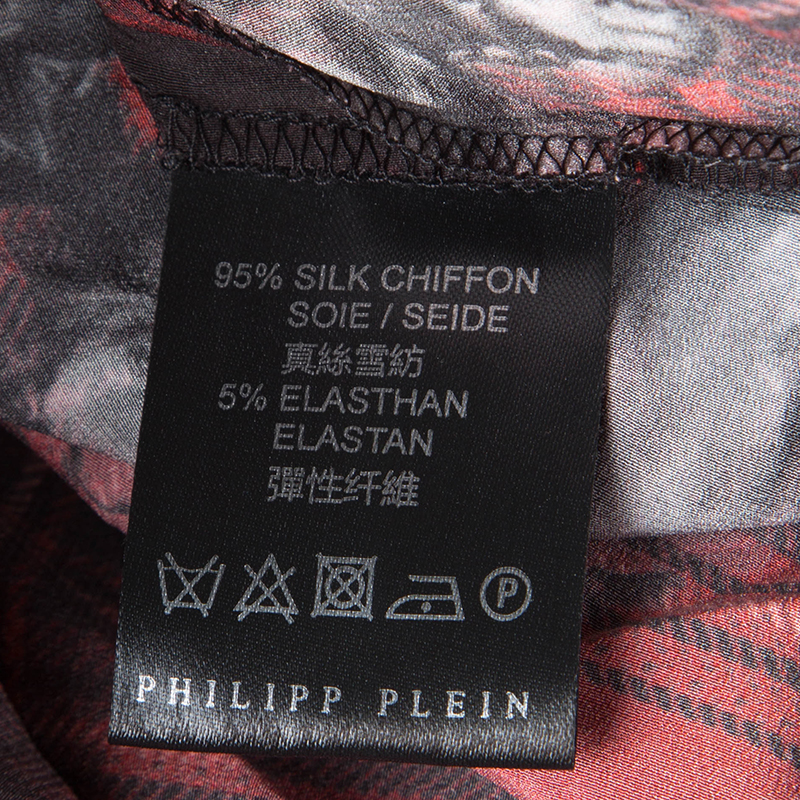 95% SILK CHIFFON
SOIE / SEIDE
真絲雪紡
5% ELASTHAN
ELASTAN
彈性纤維
P
PHILIPP PLEIN